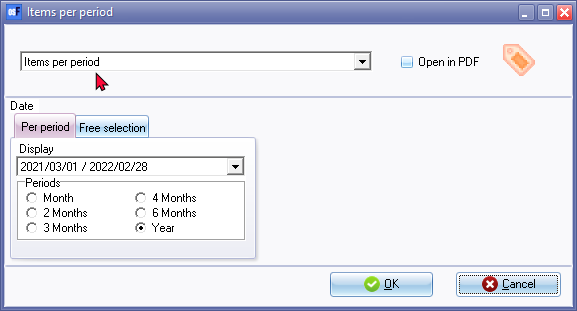 Items per period
Items per period
Open in PDF
Date
Per period Free selection
Display
2021/03/01 / 2022/02/28
Periods
Month 4 Months
2 Months 6 Months
3 Months Year
OK Cancel